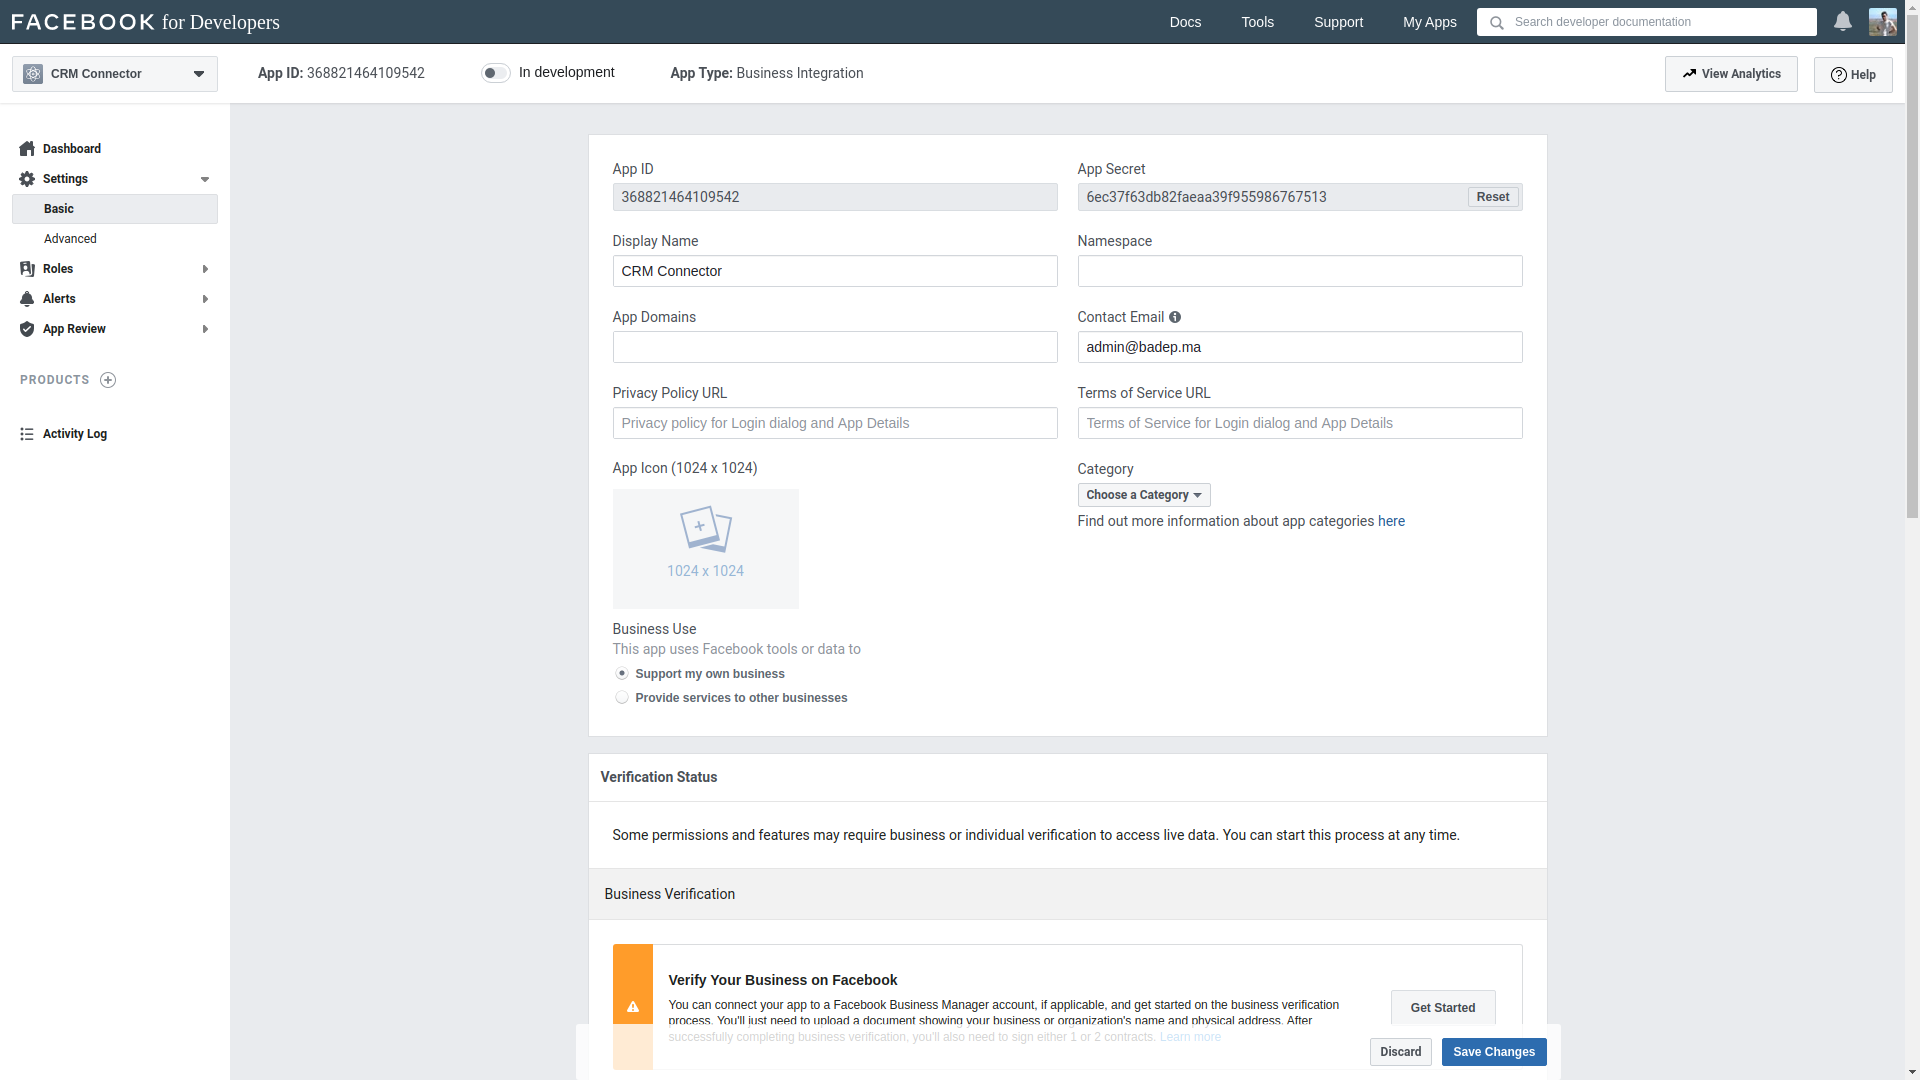 FACEBOOK for Developers
Docs
Tools
Support
My Apps
Search developer documentation
CRM Connector
App ID: 368821464109542
In development
App Type: Business Integration
View Analytics
Help
Dashboard
Settings
Basic
Advanced
Roles
Alerts
App Review
PRODUCTS
Activity Log
App ID
368821464109542
App Secret
6ec37f63db82faeaa39f955986767513
Reset
Display Name
CRM Connector
Namespace
App Domains
Contact Email
admin@badep.ma
Privacy Policy URL
Privacy policy for Login dialog and App Details
Terms of Service URL
Terms of Service for Login dialog and App Details
App Icon (1024 x 1024)
1024 x 1024
Category
Choose a Category
Find out more information about app categories here
Business Use
This app uses Facebook tools or data to
Support my own business
Provide services to other businesses
Verification Status
Some permissions and features may require business or individual verification to access live data. You can start this process at any time.
Business Verification
Verify Your Business on Facebook
You can connect your app to a Facebook Business Manager account, if applicable, and get started on the business verification
process. You'll just need to upload a document showing your business or organization's name and physical address. After
successfully completing business verification, you'll also need to sign either 1 or 2 contracts. Learn more
Get Started
Discard
Save Changes